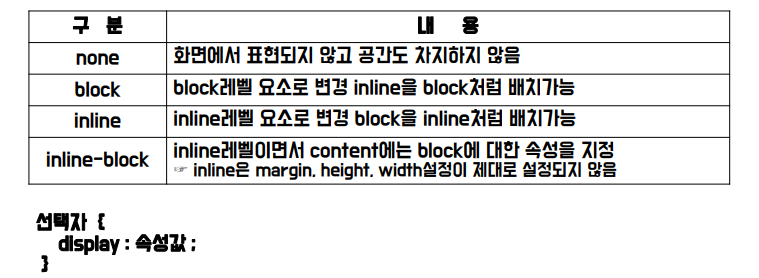 구 분 내 용
none 화면에서 표현되지 않고 공간도 차지하지 않음
block block레벨 요소로 변경 inline을 block처럼 배치가능
inline inline레벨 요소로 변경 block을 inline처럼 배치가능
inline-block inline레벨이면서 content에는 block에 대한 속성을 지정
☞ inline은 margin, height, width설정이 제대로 설정되지 않음
선택자 {
display : 속성값 ;
}